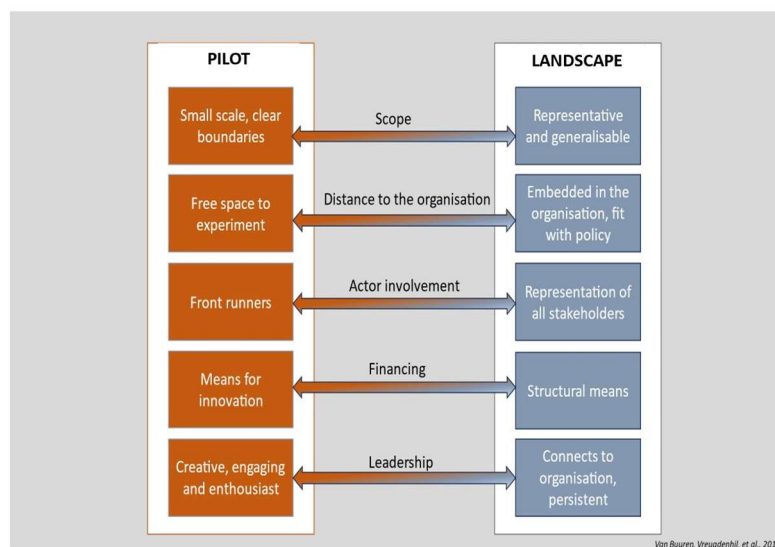 PILOT
LANDSCAPE
Small scale, clear
boundaries
Scope
Representative
and generalisable
Free space to
experiment
Distance to the organisation
Embedded in the
organisation, fit
with policy
Front runners
Actor involvement
Representation of
all stakeholders
Means for
innovation
Financing
Structural means
Creative, engaging
and enthousiast
Leadership
Connects to
organisation,
persistent
Van Buuren, Vreugdenhil, et al., 201